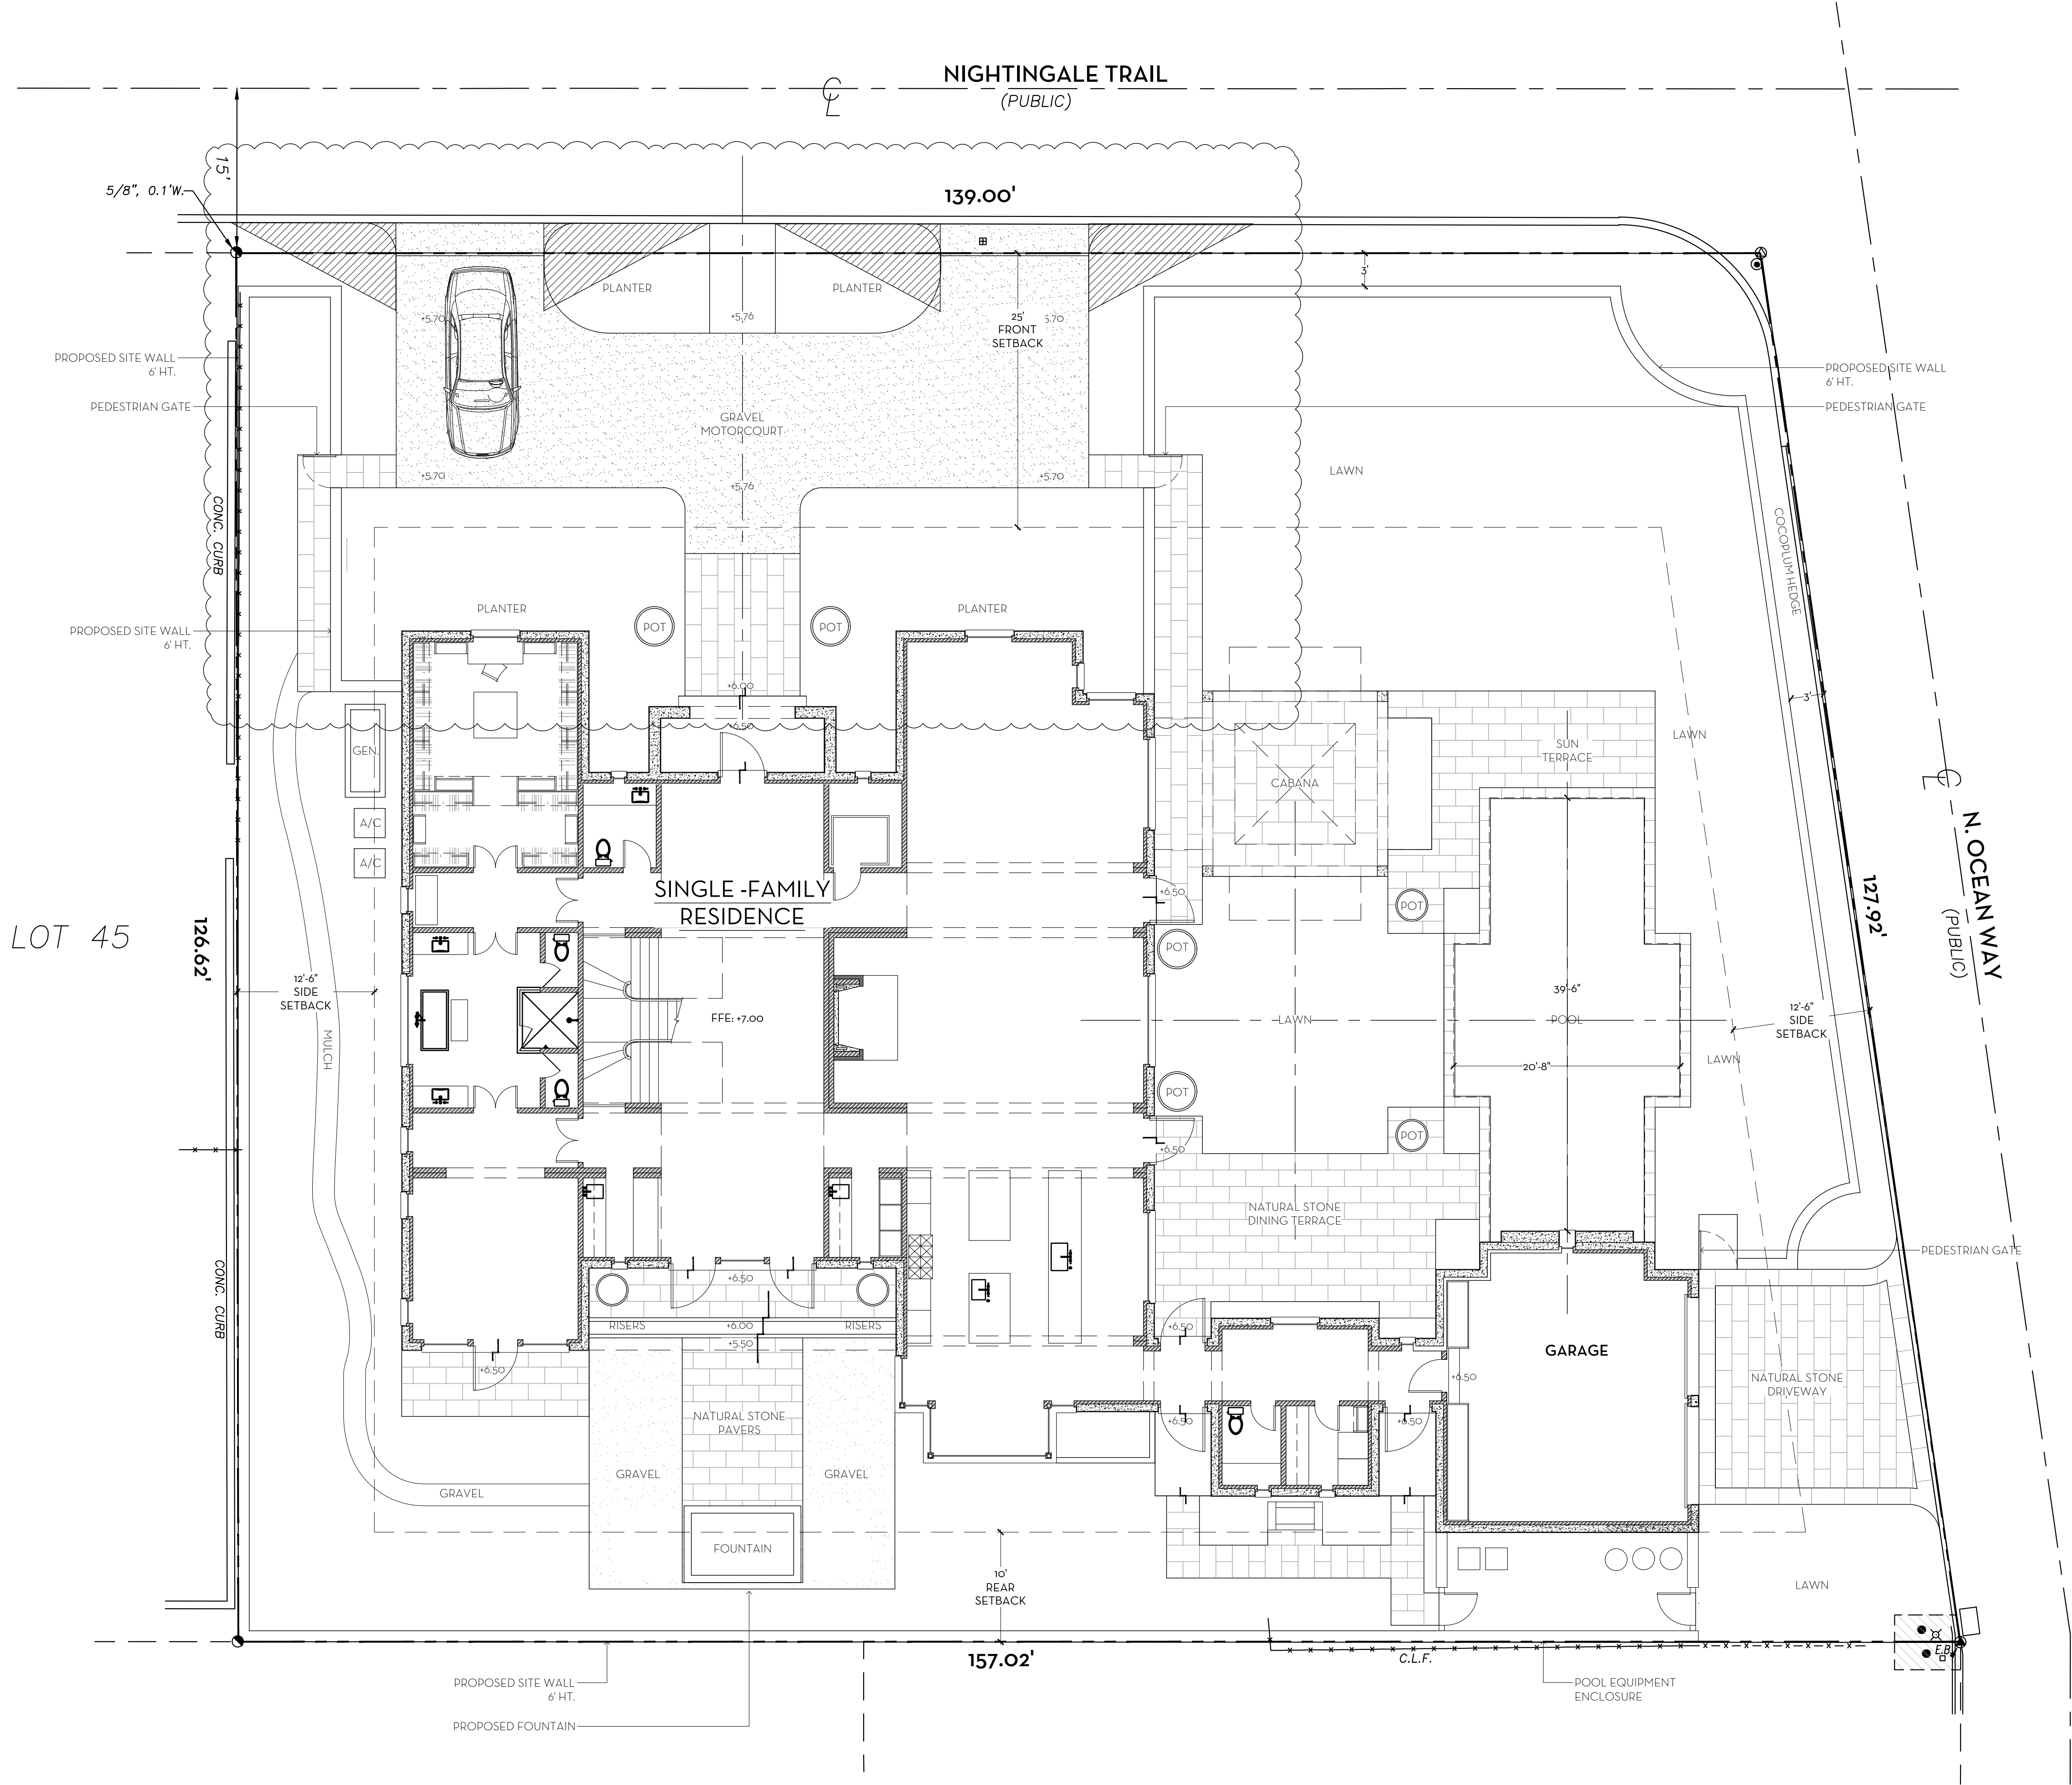 NIGHTINGALE TRAIL
(PUBLIC)
15'
5/8", 0.1'W.
139.00'
3'
PLANTER
PLANTER
+5.70
+5.76
25'
FRONT
SETBACK
5.70
PROPOSED SITE WALL
6' HT.
PROPOSED SITE WALL
6' HT.
PEDESTRIAN GATE
PEDESTRIAN GATE
GRAVEL
MOTORCOURT
LAWN
+5.70
+5.76
+5.70
CONC. CURB
COCOPLUM HEDGE
PROPOSED SITE WALL
6' HT.
PLANTER
POT
POT
PLANTER
+6.00
+6.50
3'
GEN.
SUN
TERRACE
LAWN
CABANA
A/C
A/C
SINGLE -FAMILY
RESIDENCE
+6.50
POT
LOT 45
126.62'
127.92'
N. OCEAN WAY
(PUBLIC)
POT
12'-6"
SIDE
SETBACK
39'-6"
FFE: +7.00
LAWN
POOL
12'-6"
SIDE
SETBACK
MULCH
LAWN
20'-8"
POT
POT
+6.50
NATURAL STONE
DINING TERRACE
PEDESTRIAN GATE
CONC. CURB
+6.50
RISERS
+6.00
RISERS
+6.50
+5.50
GARAGE
+6.50
+6.50
NATURAL STONE
DRIVEWAY
NATURAL STONE
PAVERS
+6.50
+6.50
GRAVEL
GRAVEL
GRAVEL
FOUNTAIN
10'
REAR
SETBACK
LAWN
E.B.
157.02'
C.L.F.
PROPOSED SITE WALL
6' HT.
POOL EQUIPMENT
ENCLOSURE
PROPOSED FOUNTAIN